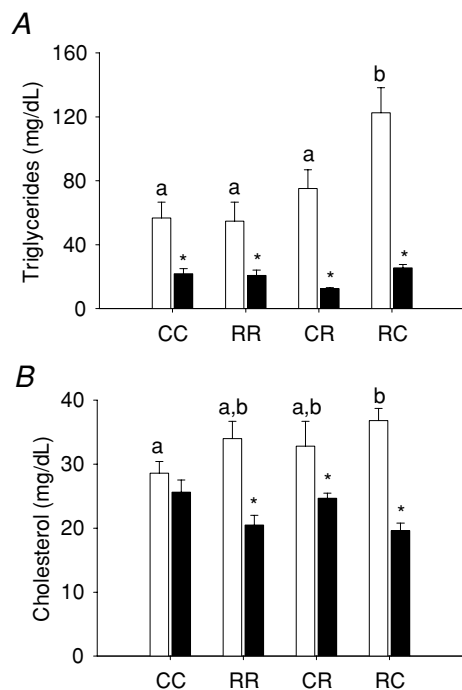 A
Triglycerides (mg/dL)
160
120
80
40
0
a
*
a
*
a
*
b
*
CC RR CR RC
B
Cholesterol (mg/dL)
40
30
20
10
0
a
a,b
*
a,b
*
b
*
CC RR CR RC